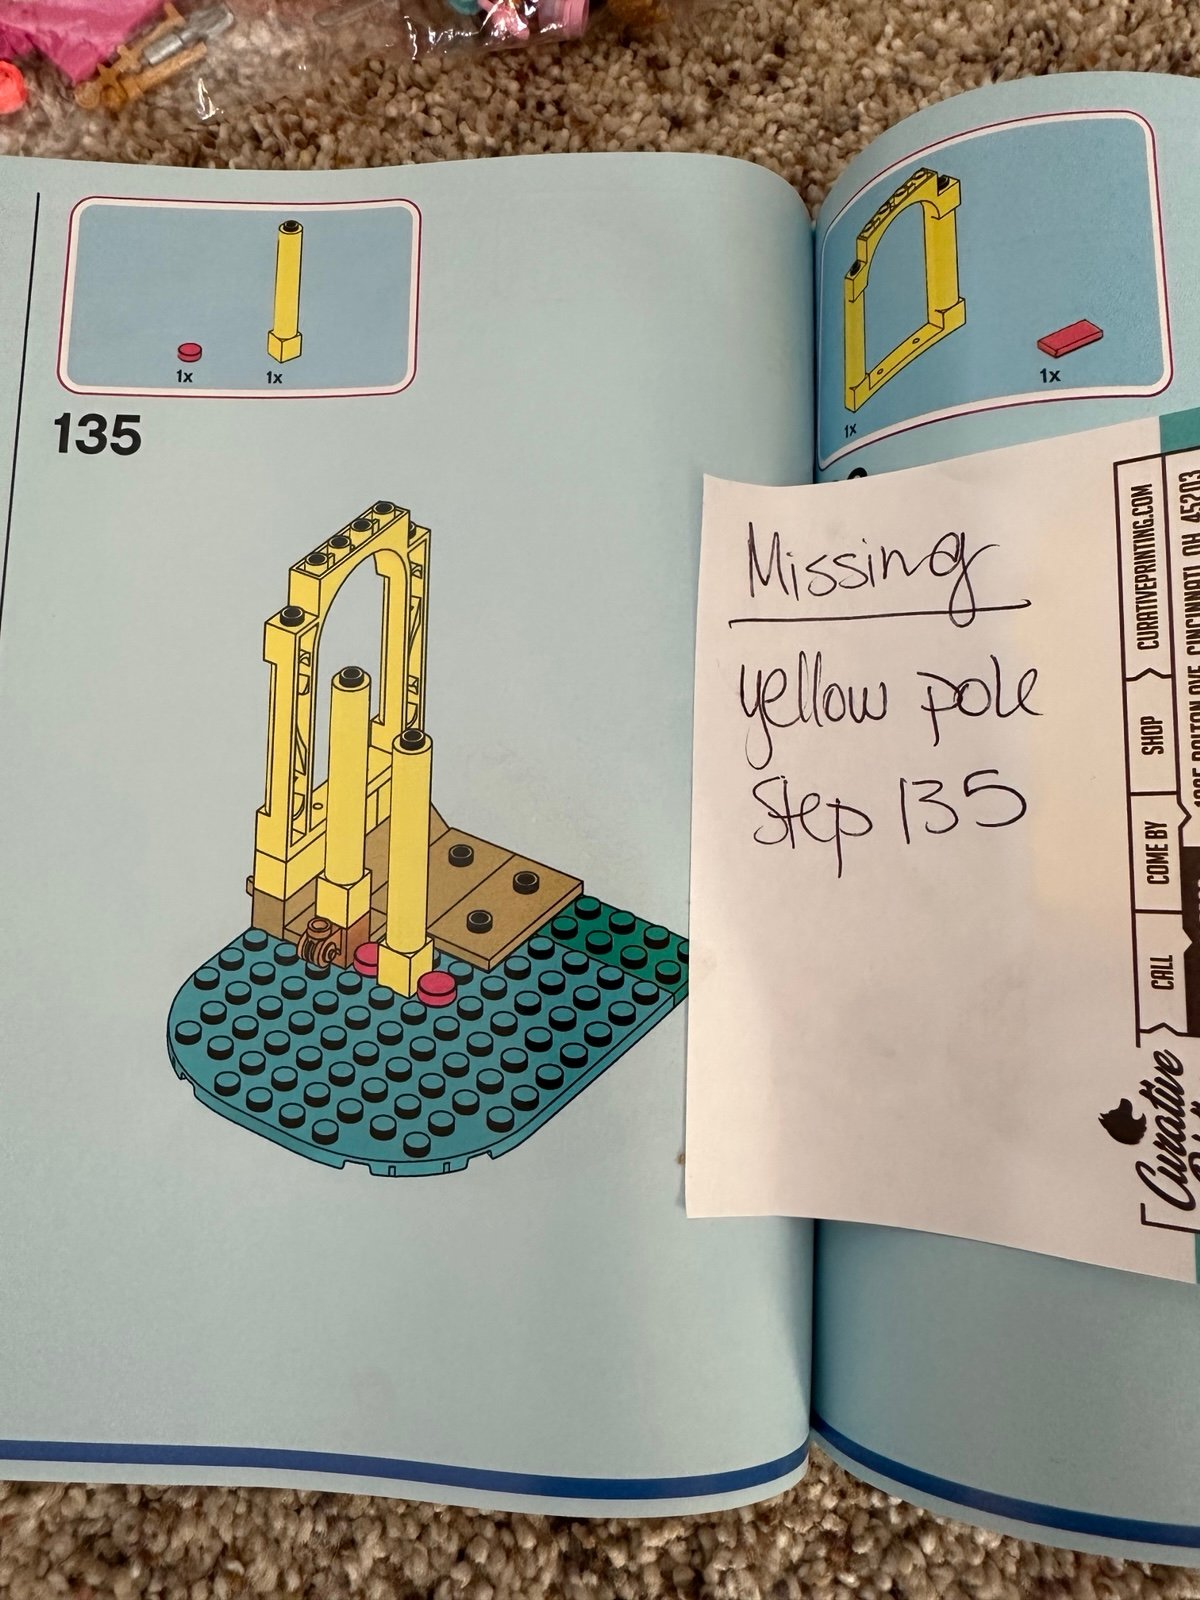 1x
1x
135
1x
1x
Missing
yellow pole
step 135
CALL
COME BY
SHOP
CURATIVEPRINTING.COM
AVE, CINCINNATI, OH 45203
Curative